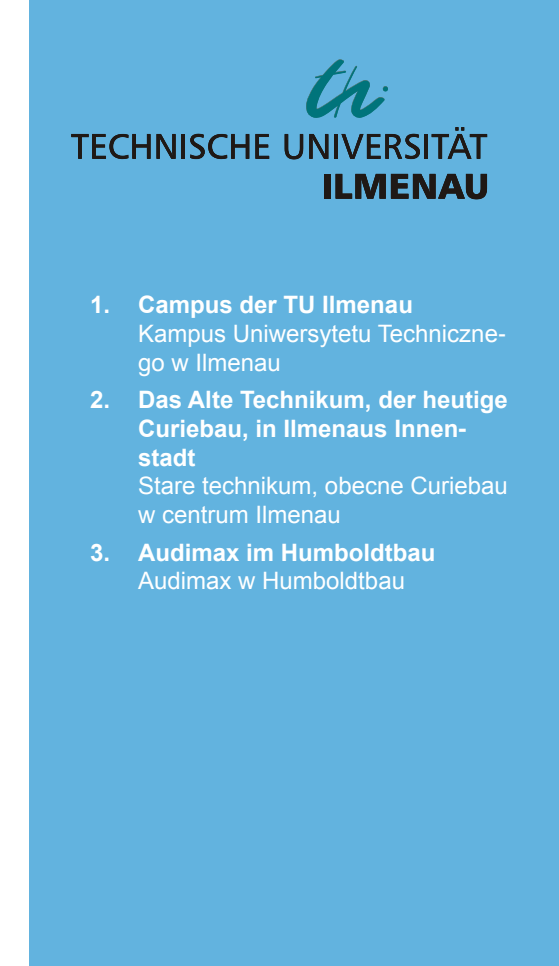 th
TECHNISCHE UNIVERSITÄT
ILMENAU
1. Campus der TU Ilmenau
Kampus Uniwersytetu Techniczne-
go w Ilmenau
2. Das Alte Technikum, der heutige
Curiebau, in Ilmenaus Innen-
stadt
Stare technikum, obecne Curiebau
w centrum Ilmenau
3. Audimax im Humboldtbau
Audimax w Humboldtbau